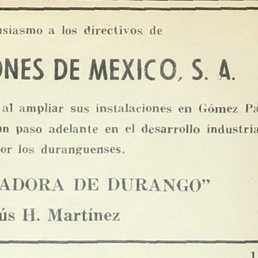 usiasmo a los directivos de
ONES DE MEXICO, S. A.
al ampliar sus instalaciones en Gómez Pa
un paso adelante en el desarrollo industria
or los duranguenses.
ADORA DE DURANGO”
ús H. Martínez